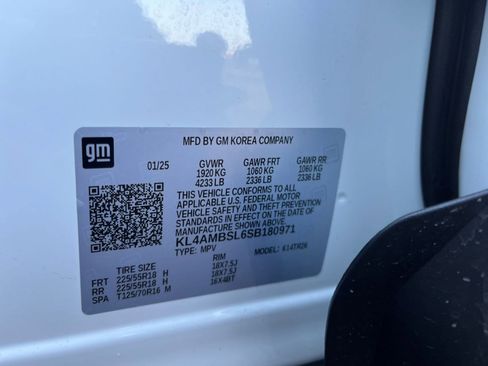 gm
MFD BY GM KOREA COMPANY
01/25 GVWR GAWR FRT GAWR RR
1920 KG 1060 KG 1060 KG
4233 LB 2336 LB 2336 LB
THIS VEHICLE CONFORMS TO ALL
APPLICABLE U.S. FEDERAL MOTOR
VEHICLE SAFETY AND THEFT PREVENTION
STANDARDS IN EFFECT ON THE DATE OF
MANUFACTURE SHOWN ABOVE.
KL4AMBSL6SB180971
TYPE: MPV MODEL: 614TR26
TIRE SIZE RIM
FRT 225/55R18 H 18X7.5J
RR 225/55R18 H 18X7.5J
SPA T125/70R16 M 16X4BT